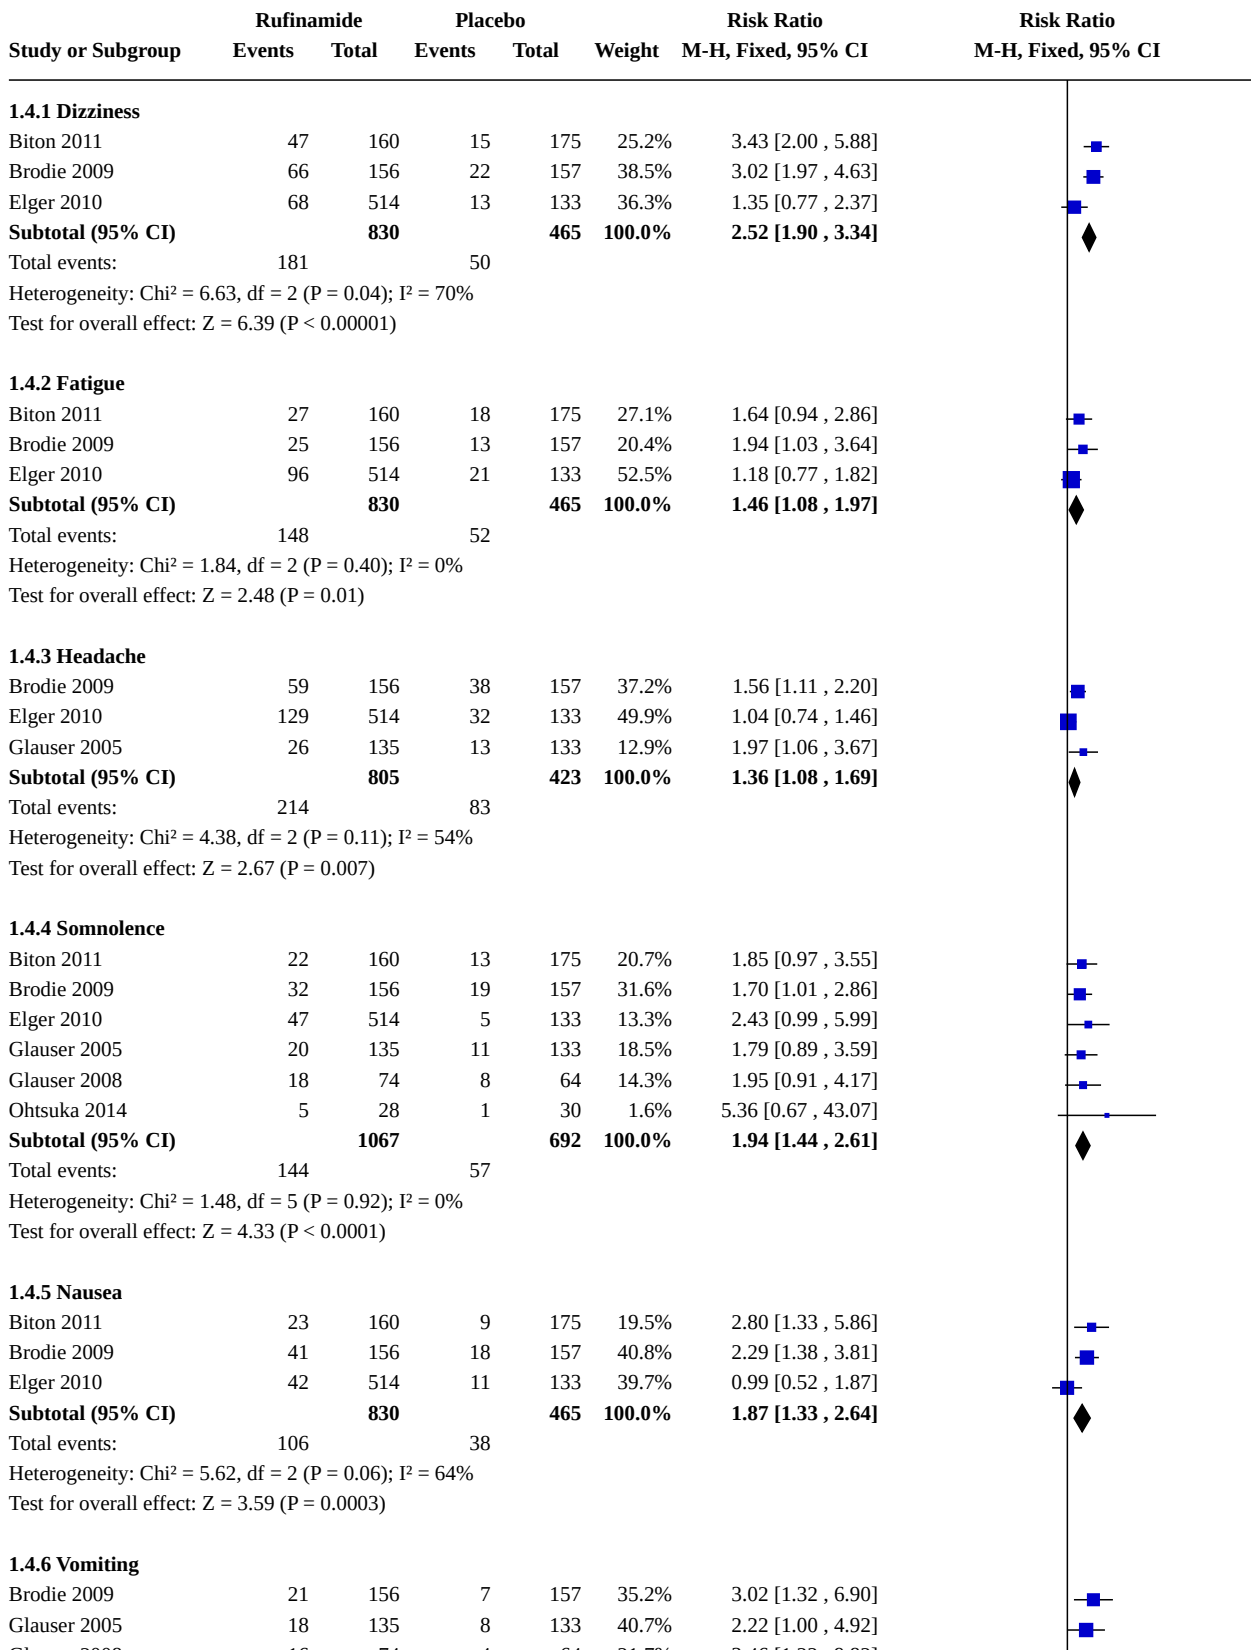 Rufinamide Placebo Risk Ratio Risk Ratio
Study or Subgroup Events Total Events Total Weight M-H, Fixed, 95% CI M-H, Fixed, 95% CI
1.4.1 Dizziness
Biton 2011 47 160 15 175 25.2% 3.43 [2.00 , 5.88]
Brodie 2009 66 156 22 157 38.5% 3.02 [1.97 , 4.63]
Elger 2010 68 514 13 133 36.3% 1.35 [0.77 , 2.37]
Subtotal (95% CI) 830 465 100.0% 2.52 [1.90 , 3.34]
Total events: 181 50
Heterogeneity: Chi² = 6.63, df = 2 (P = 0.04); I² = 70%
Test for overall effect: Z = 6.39 (P < 0.00001)
1.4.2 Fatigue
Biton 2011 27 160 18 175 27.1% 1.64 [0.94 , 2.86]
Brodie 2009 25 156 13 157 20.4% 1.94 [1.03 , 3.64]
Elger 2010 96 514 21 133 52.5% 1.18 [0.77 , 1.82]
Subtotal (95% CI) 830 465 100.0% 1.46 [1.08 , 1.97]
Total events: 148 52
Heterogeneity: Chi² = 1.84, df = 2 (P = 0.40); I² = 0%
Test for overall effect: Z = 2.48 (P = 0.01)
1.4.3 Headache
Brodie 2009 59 156 38 157 37.2% 1.56 [1.11 , 2.20]
Elger 2010 129 514 32 133 49.9% 1.04 [0.74 , 1.46]
Glauser 2005 26 135 13 133 12.9% 1.97 [1.06 , 3.67]
Subtotal (95% CI) 805 423 100.0% 1.36 [1.08 , 1.69]
Total events: 214 83
Heterogeneity: Chi² = 4.38, df = 2 (P = 0.11); I² = 54%
Test for overall effect: Z = 2.67 (P = 0.007)
1.4.4 Somnolence
Biton 2011 22 160 13 175 20.7% 1.85 [0.97 , 3.55]
Brodie 2009 32 156 19 157 31.6% 1.70 [1.01 , 2.86]
Elger 2010 47 514 5 133 13.3% 2.43 [0.99 , 5.99]
Glauser 2005 20 135 11 133 18.5% 1.79 [0.89 , 3.59]
Glauser 2008 18 74 8 64 14.3% 1.95 [0.91 , 4.17]
Ohtsuka 2014 5 28 1 30 1.6% 5.36 [0.67 , 43.07]
Subtotal (95% CI) 1067 692 100.0% 1.94 [1.44 , 2.61]
Total events: 144 57
Heterogeneity: Chi² = 1.48, df = 5 (P = 0.92); I² = 0%
Test for overall effect: Z = 4.33 (P < 0.0001)
1.4.5 Nausea
Biton 2011 23 160 9 175 19.5% 2.80 [1.33 , 5.86]
Brodie 2009 41 156 18 157 40.8% 2.29 [1.38 , 3.81]
Elger 2010 42 514 11 133 39.7% 0.99 [0.52 , 1.87]
Subtotal (95% CI) 830 465 100.0% 1.87 [1.33 , 2.64]
Total events: 106 38
Heterogeneity: Chi² = 5.62, df = 2 (P = 0.06); I² = 64%
Test for overall effect: Z = 3.59 (P = 0.0003)
1.4.6 Vomiting
Brodie 2009 21 156 7 157 35.2% 3.02 [1.32 , 6.90]
Glauser 2005 18 135 8 133 40.7% 2.22 [1.00 , 4.92]